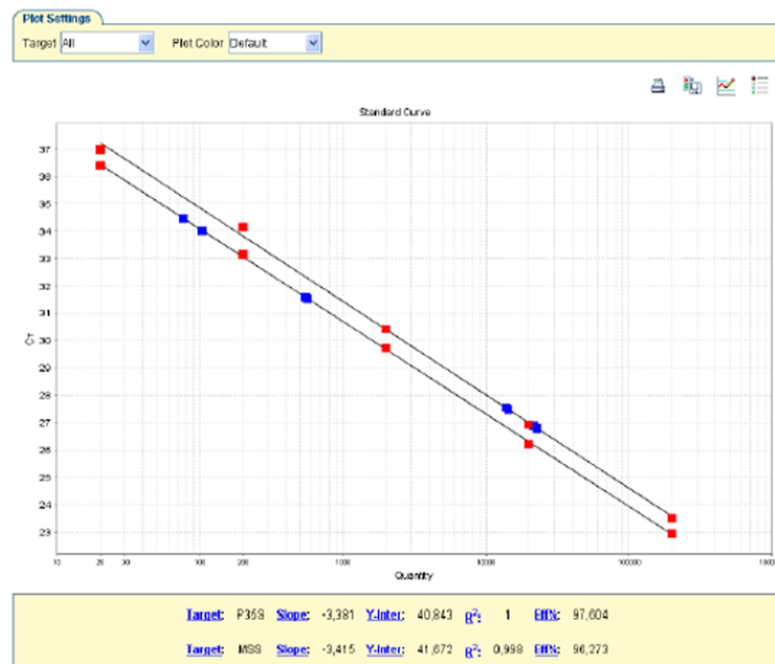 Plot Settings
Target All Plot Color Default
Standard Curve
37
36
35
34
33
32
31
30
29
28
27
26
25
24
23
CT
10 20 30 100 200 1000 10000 100000
Quantity
Target: P35S Slope: -3,381 Y-Inter: 40,843 R²: 1 Eff%: 97,604
Target: MSS Slope: -3,415 Y-Inter: 41,672 R²: 0,998 Eff%: 96,273